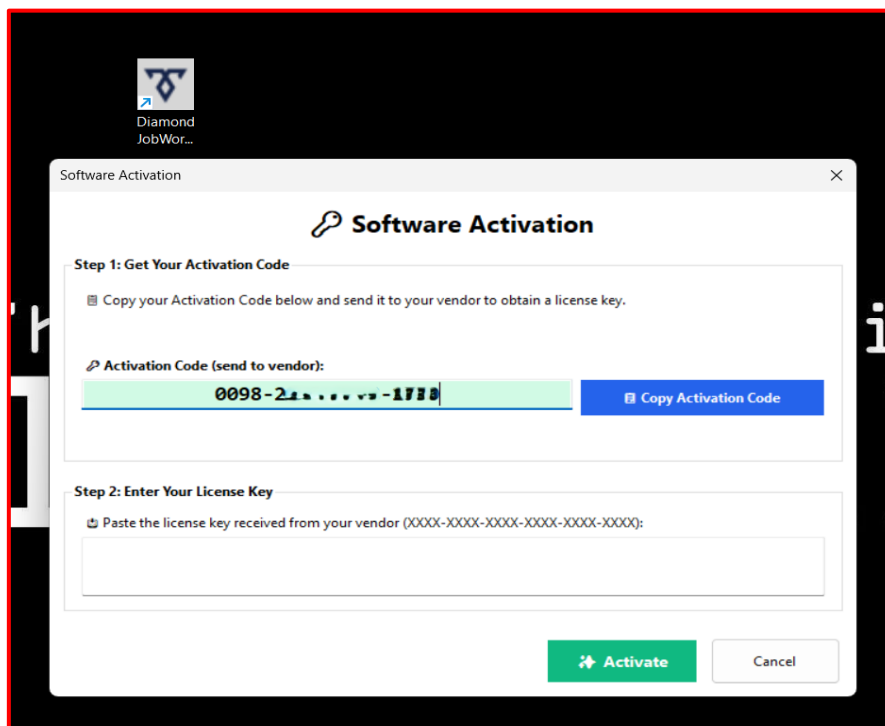 Diamond
JobWor...
Software Activation
Software Activation
Step 1: Get Your Activation Code
Copy your Activation Code below and send it to your vendor to obtain a license key.
Activation Code (send to vendor):
0098-2
Copy Activation Code
Step 2: Enter Your License Key
Paste the license key received from your vendor (XXXX-XXXX-XXXX-XXXX-XXXX-XXXX):
Activate
Cancel